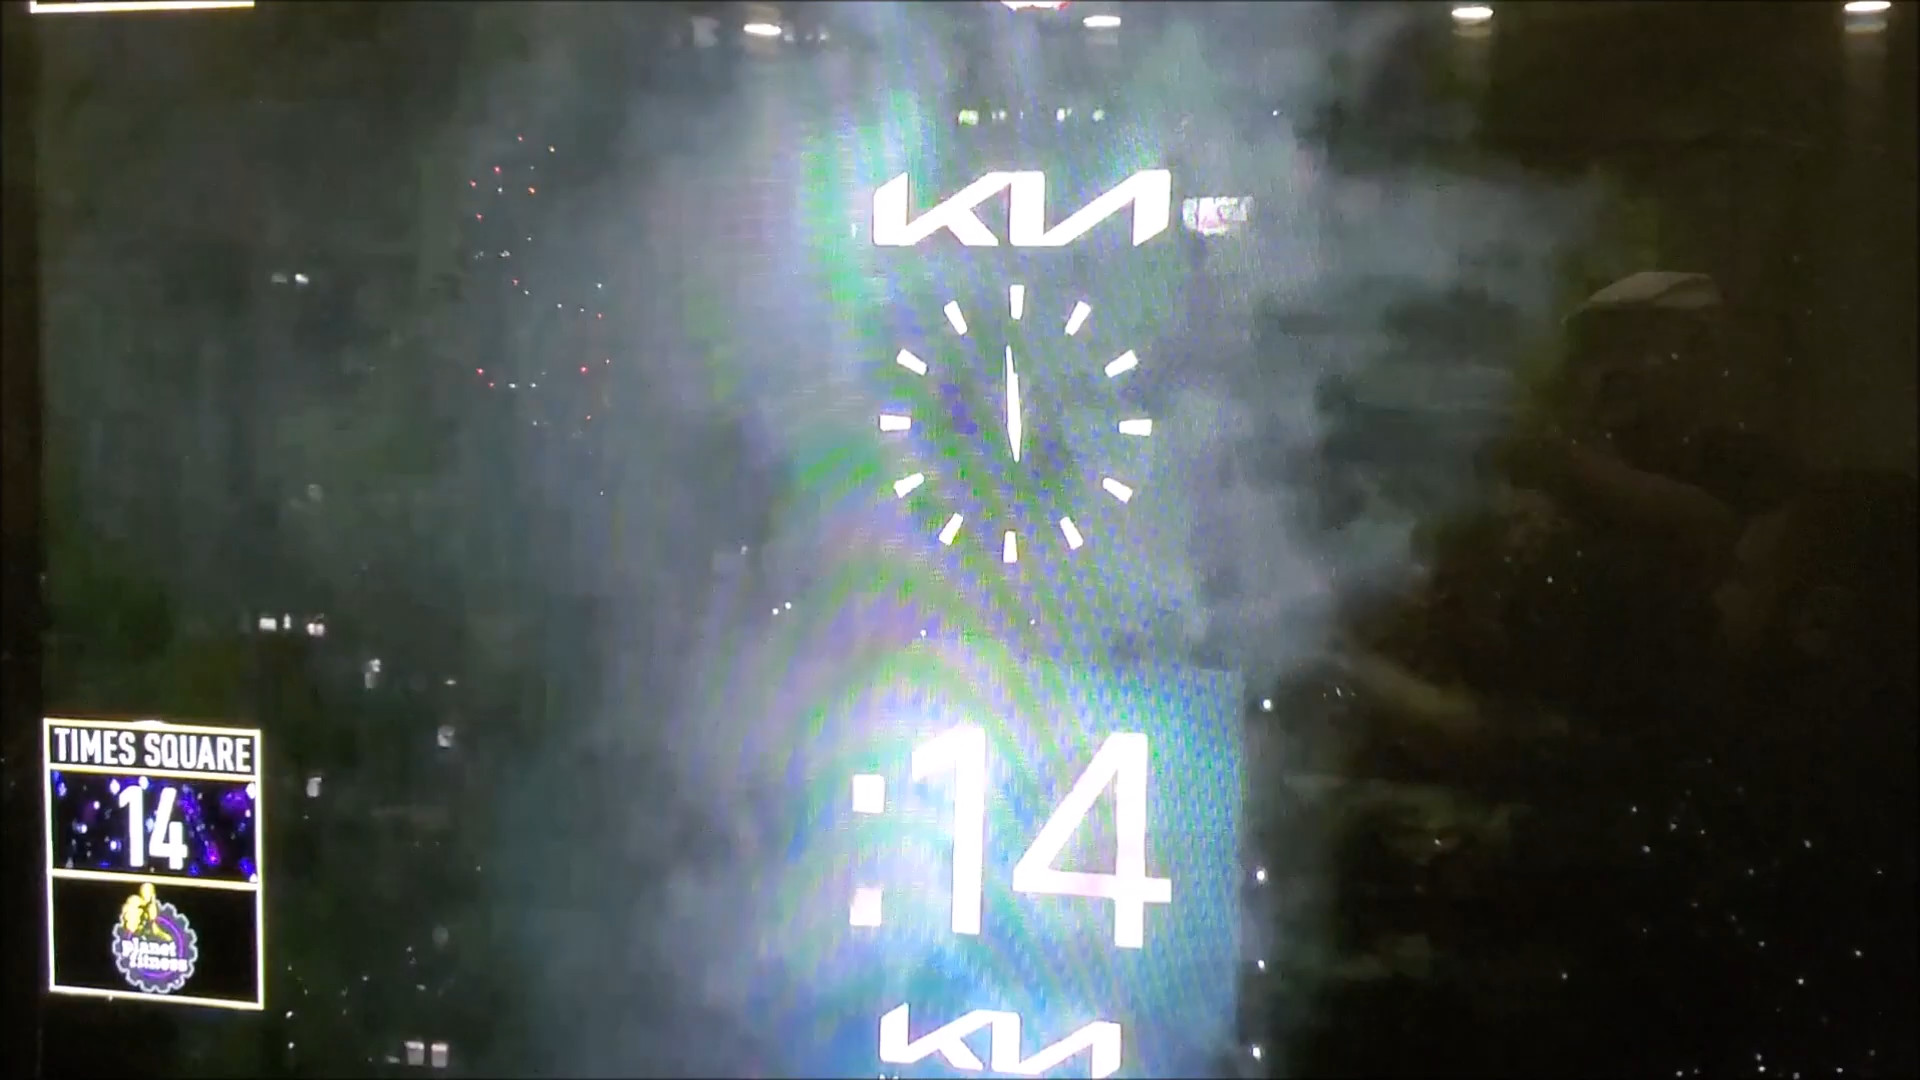 KIA
:14
KIA
TIMES SQUARE
14
planet
fitness